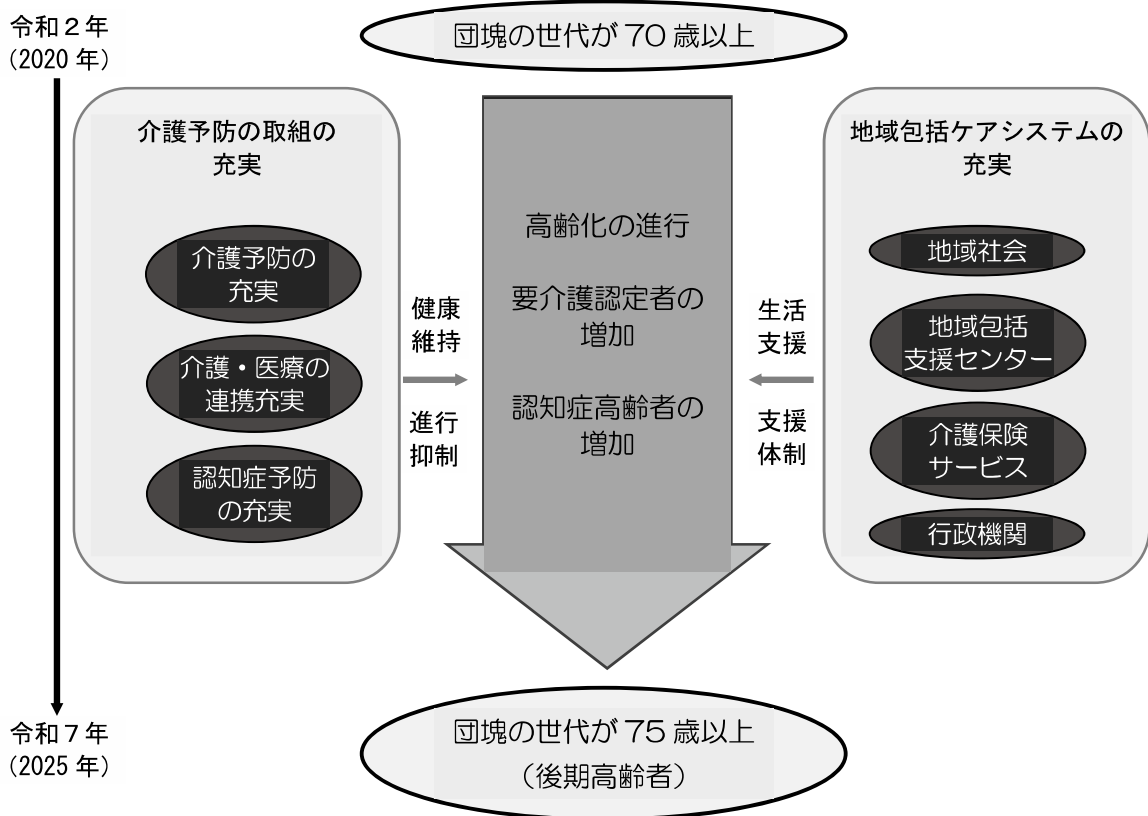 令和２年
（2020 年）
団塊の世代が 70 歳以上
介護予防の取組の
充実
介護予防の
充実
介護・医療の
連携充実
認知症予防
の充実
健康
維持
進行
抑制
高齢化の進行
要介護認定者の
増加
認知症高齢者の
増加
生活
支援
支援
体制
地域包括ケアシステムの
充実
地域社会
地域包括
支援センター
介護保険
サービス
行政機関
令和７年
（2025 年）
団塊の世代が 75 歳以上
（後期高齢者）